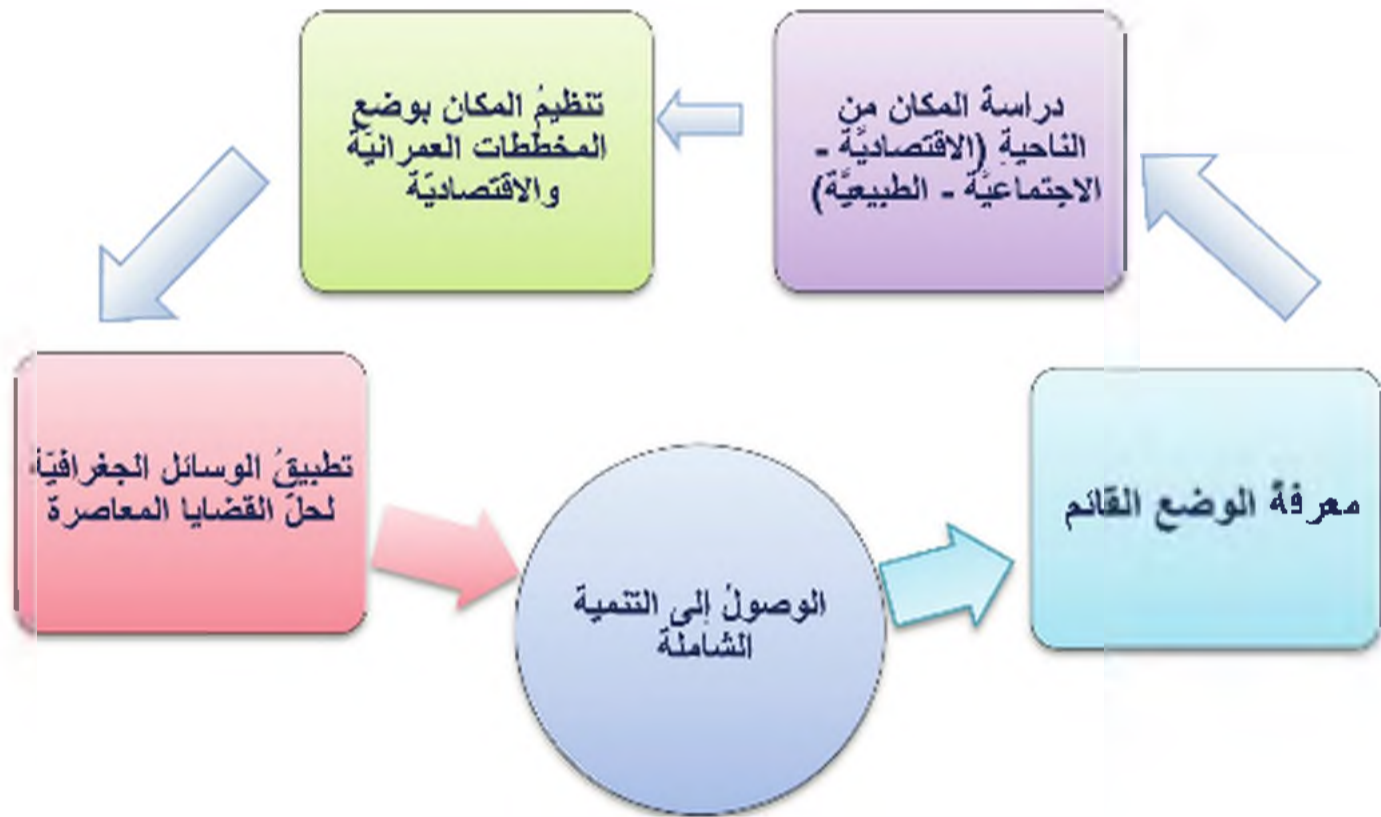 دراسةُ المكان من
الناحيةِ (الاقتصاديَّة -
الاجتماعيَّة - الطبيعيَّة)
تنظيمُ المكان بوضع
المخططات العمرانيّة
والاقتصاديّة
معرفةُ الوضع القائم
تطبيقُ الوسائل الجغرافيّة
لحلّ القضايا المعاصرة
الوصولُ إلى التنمية
الشاملة